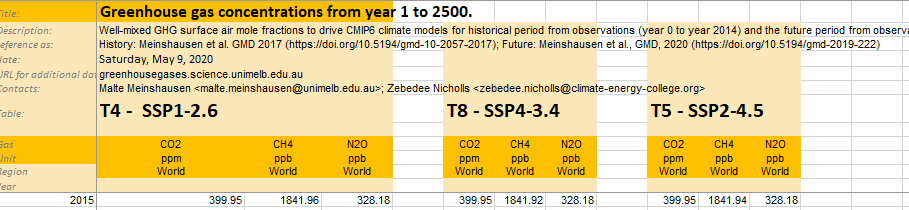 Title: Greenhouse gas concentrations from year 1 to 2500.
Description: Well-mixed GHG surface air mole fractions to drive CMIP6 climate models for historical period from observations (year 0 to year 2014) and the future period from observa
eference as: History: Meinshausen et al. GMD 2017 (https://doi.org/10.5194/gmd-10-2057-2017); Future: Meinshausen et al., GMD, 2020 (https://doi.org/10.5194/gmd-2019-222)
ate: Saturday, May 9, 2020
URL for additional dat greenhousegases.science.unimelb.edu.au
Contacts: Malte Meinshausen <malte.meinshausen@unimelb.edu.au>; Zebedee Nicholls <zebedee.nicholls@climate-energy-college.org>
Table: T4 - SSP1-2.6 T8 - SSP4-3.4 T5 - SSP2-4.5
Gas CO2 CH4 N2O CO2 CH4 N2O CO2 CH4 N2O
Unit ppm ppb ppb ppm ppb ppb ppm ppb ppb
Region World World World World World World World World World
Year
2015 399.95 1841.96 328.18 399.95 1841.92 328.18 399.95 1841.94 328.18